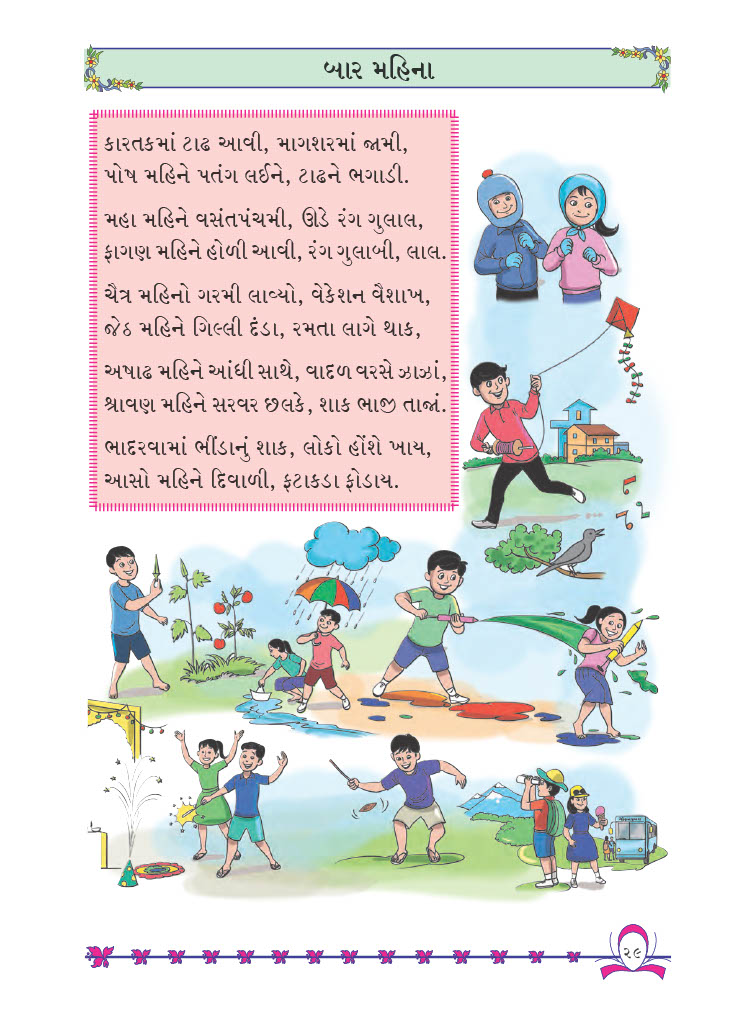 બાર મહિના
કારતકમાં ટાઢ આવી, માગશરમાં જામી,
પોષ મહિને પતંગ લઈને, ટાઢને ભગાડી.
મહા મહિને વસંતપંચમી, ઊડે રંગ ગુલાલ,
ફાગણ મહિને હોળી આવી, રંગ ગુલાબી, લાલ.
ચૈત્ર મહિનો ગરમી લાવ્યો, વેકેશન વૈશાખ,
જેઠ મહિને ગિલ્લી દંડા, રમતા લાગે થાક,
અષાઢ મહિને આંધી સાથે, વાદળ વરસે ઝાઝાં,
શ્રાવણ મહિને સરવર છલકે, શાક ભાજી તાજાં.
ભાદરવામાં ભીંડાનું શાક, લોકો હોંશે ખાય,
આસો મહિને દિવાળી, ફટાકડા ફોડાય.
૨૯